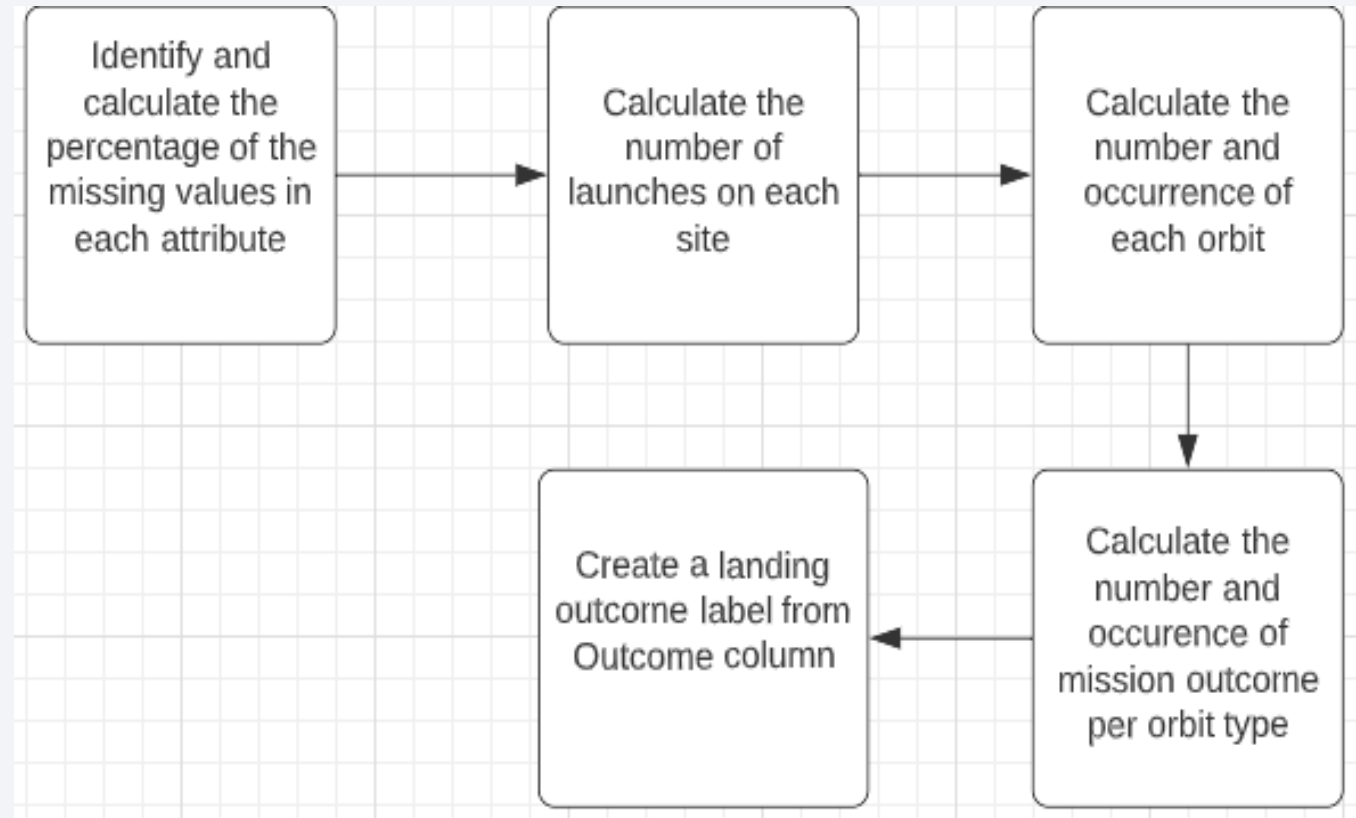 Identify and
calculate the
percentage of the
missing values in
each attribute
Calculate the
number of
launches on each
site
Calculate the
number and
occurrence of
each orbit
Calculate the
number and
occurence of
mission outcorne
per orbit type
Create a landing
outcorne label from
Outcome column